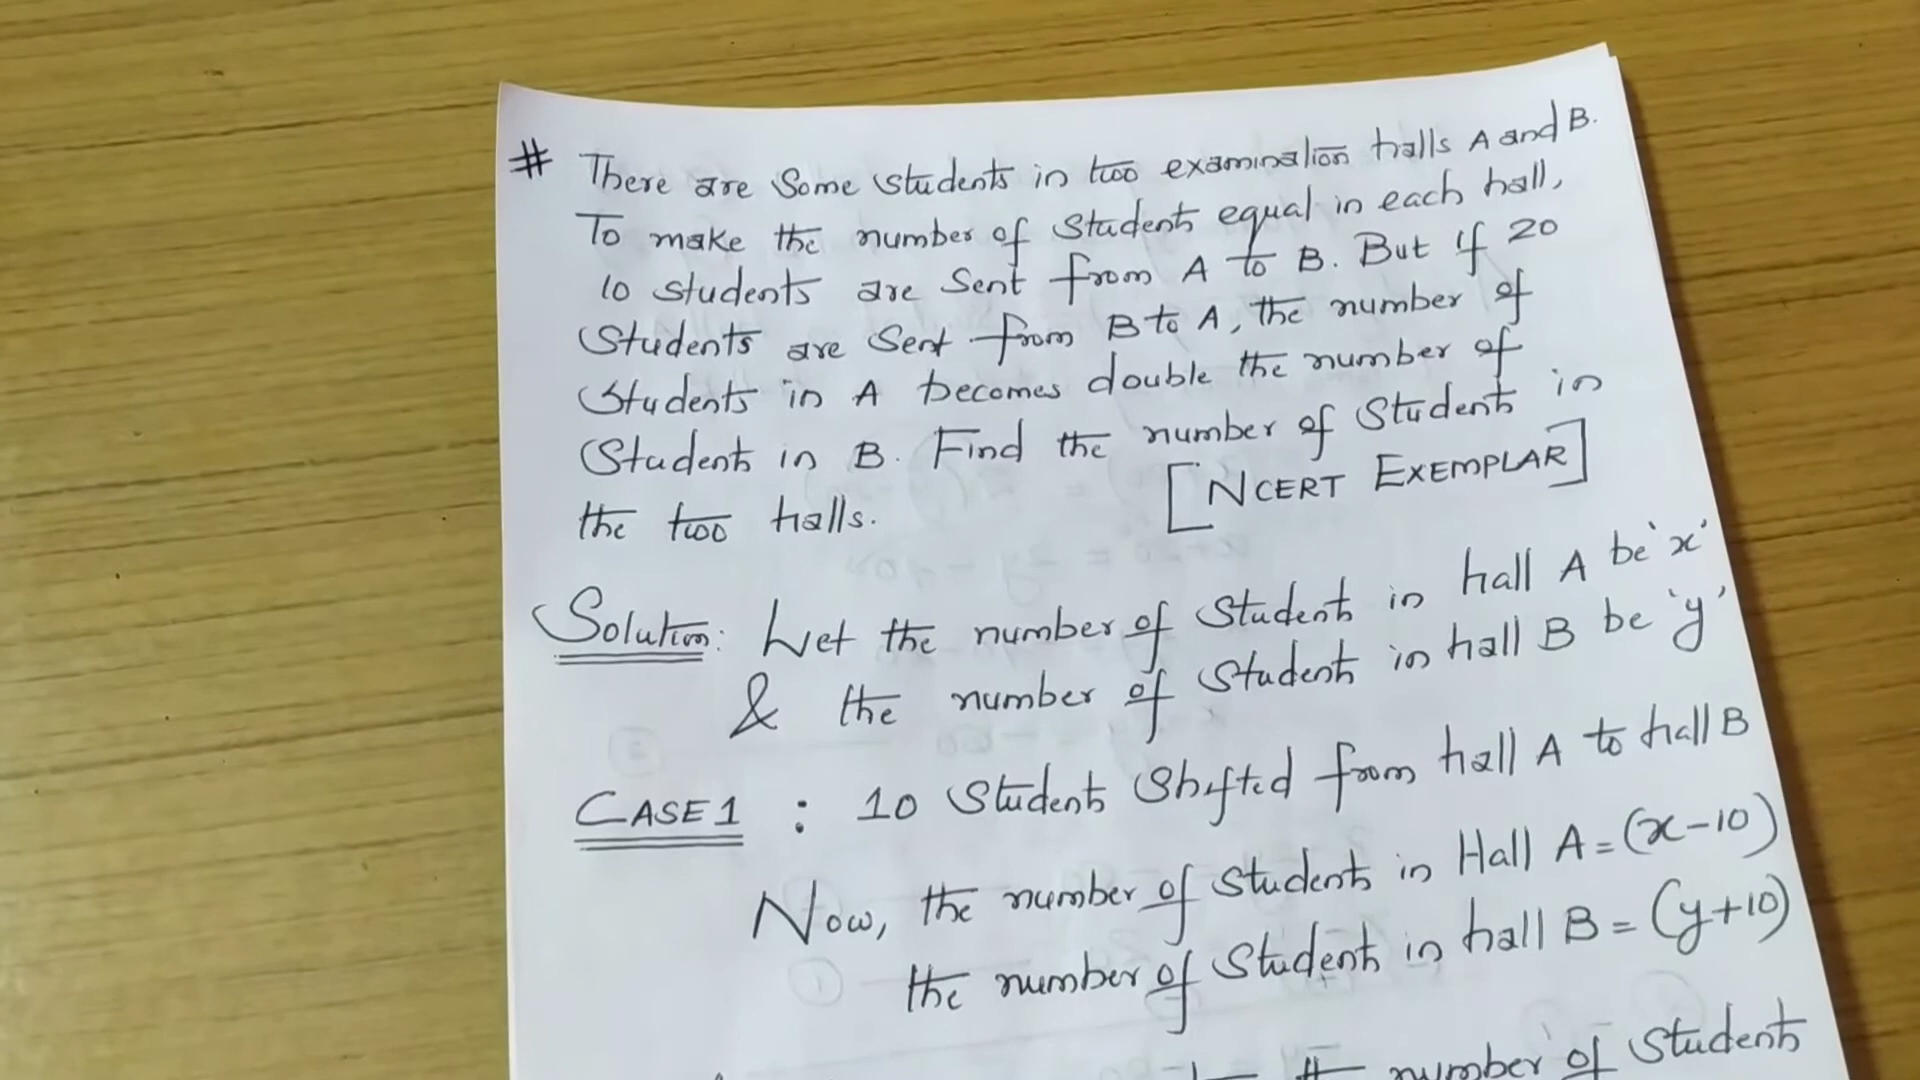 # There are some students in two examination halls A and B.
To make the number of students equal in each hall,
10 students are sent from A to B. But if 20
students are sent from B to A, the number of
students in A becomes double the number of
students in B. Find the number of students in
the two halls. [NCERT EXEMPLAR]
Solution: Let the number of students in hall A be 'x'
& the number of students in hall B be 'y'
CASE 1 : 10 students shifted from hall A to hall B
Now, the number of students in Hall A = (x-10)
the number of students in hall B = (y+10)
number of students